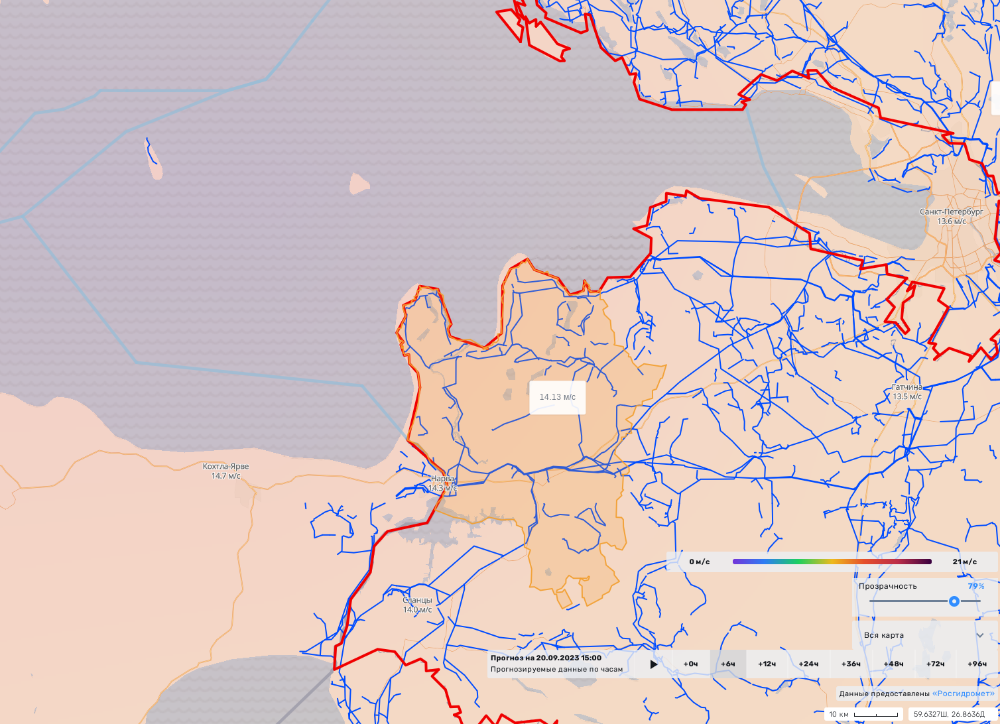 Санкт-Петербург
13.6 м/с
Гатчина
13.5 м/с
14.13 м/с
Кохтла-Ярве
14.7 м/с
Нарва
14.3 м/с
Сланцы
14.0 м/с
0 м/с
21 м/с
Прозрачность 79%
Вся карта
Прогноз на 20.09.2023 15:00
Прогнозируемые данные по часам
+0ч +6ч +12ч +24ч +36ч +48ч +72ч +96ч
Данные предоставлены «Росгидромет»
10 км
59.6327Ш, 26.8636Д